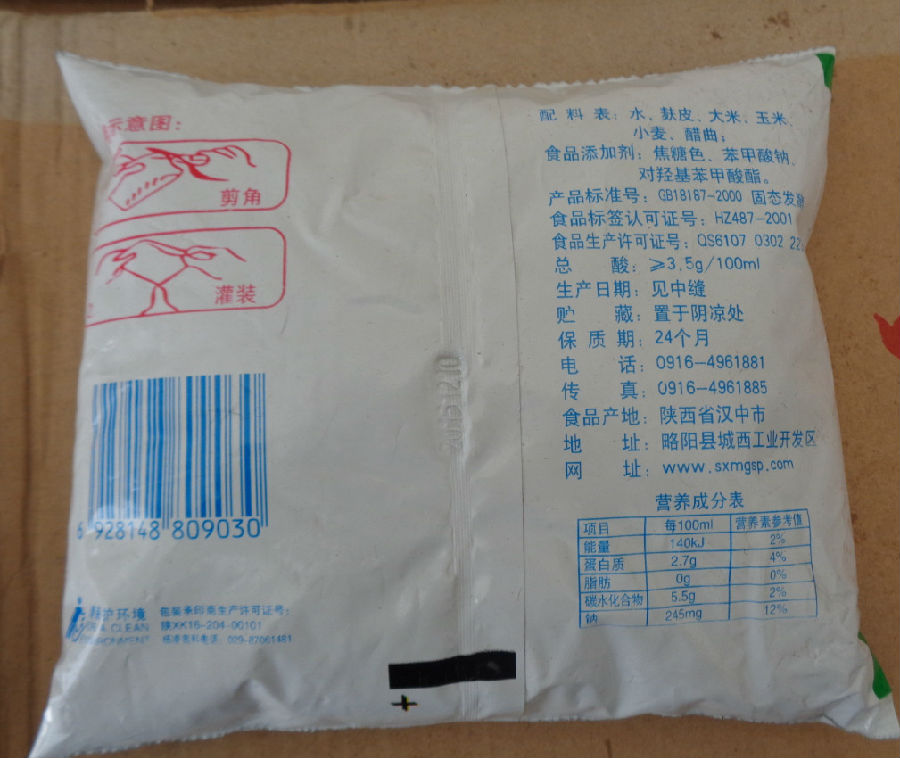 示意图：
剪角
灌装
6 928148 809030
护环境
CLEAN
包装承印商生产许可证号：
陕XK16-204-00101
029-82061481
配料表：水、麸皮、大米、玉米、
小麦、醋曲；
食品添加剂：焦糖色、苯甲酸钠、
对羟基苯甲酸酯。
产品标准号：GB18187-2000 固态发
食品标签认可证号：HZ487-2001
食品生产许可证号：QS6107 0302 22
总 酸：≥3.5g/100ml
生产日期：见中缝
贮 藏：置于阴凉处
保质期：24个月
电 话：0916-4961881
传 真：0916-4961885
食品产地：陕西省汉中市
地 址：略阳县城西工业开发区
网 址：www.sxmgsp.com
营养成分表
项目 每100ml 营养素参考值
能量 140kJ 2%
蛋白质 2.7g 4%
脂肪 0g 0%
碳水化合物 5.5g 2%
钠 245mg 12%